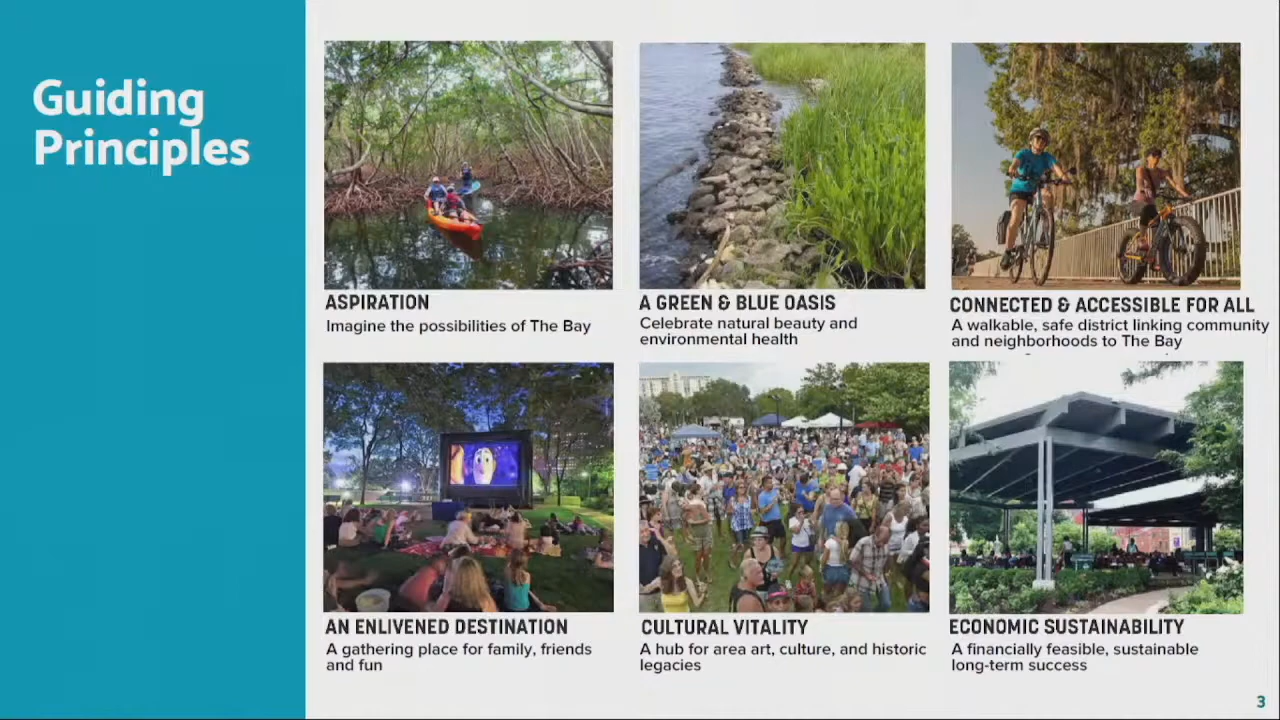 Guiding
Principles
ASPIRATION
Imagine the possibilities of The Bay
A GREEN & BLUE OASIS
Celebrate natural beauty and
environmental health
CONNECTED & ACCESSIBLE FOR ALL
A walkable, safe district linking community
and neighborhoods to The Bay
AN ENLIVENED DESTINATION
A gathering place for family, friends
and fun
CULTURAL VITALITY
A hub for area art, culture, and historic
legacies
ECONOMIC SUSTAINABILITY
A financially feasible, sustainable
long-term success
3